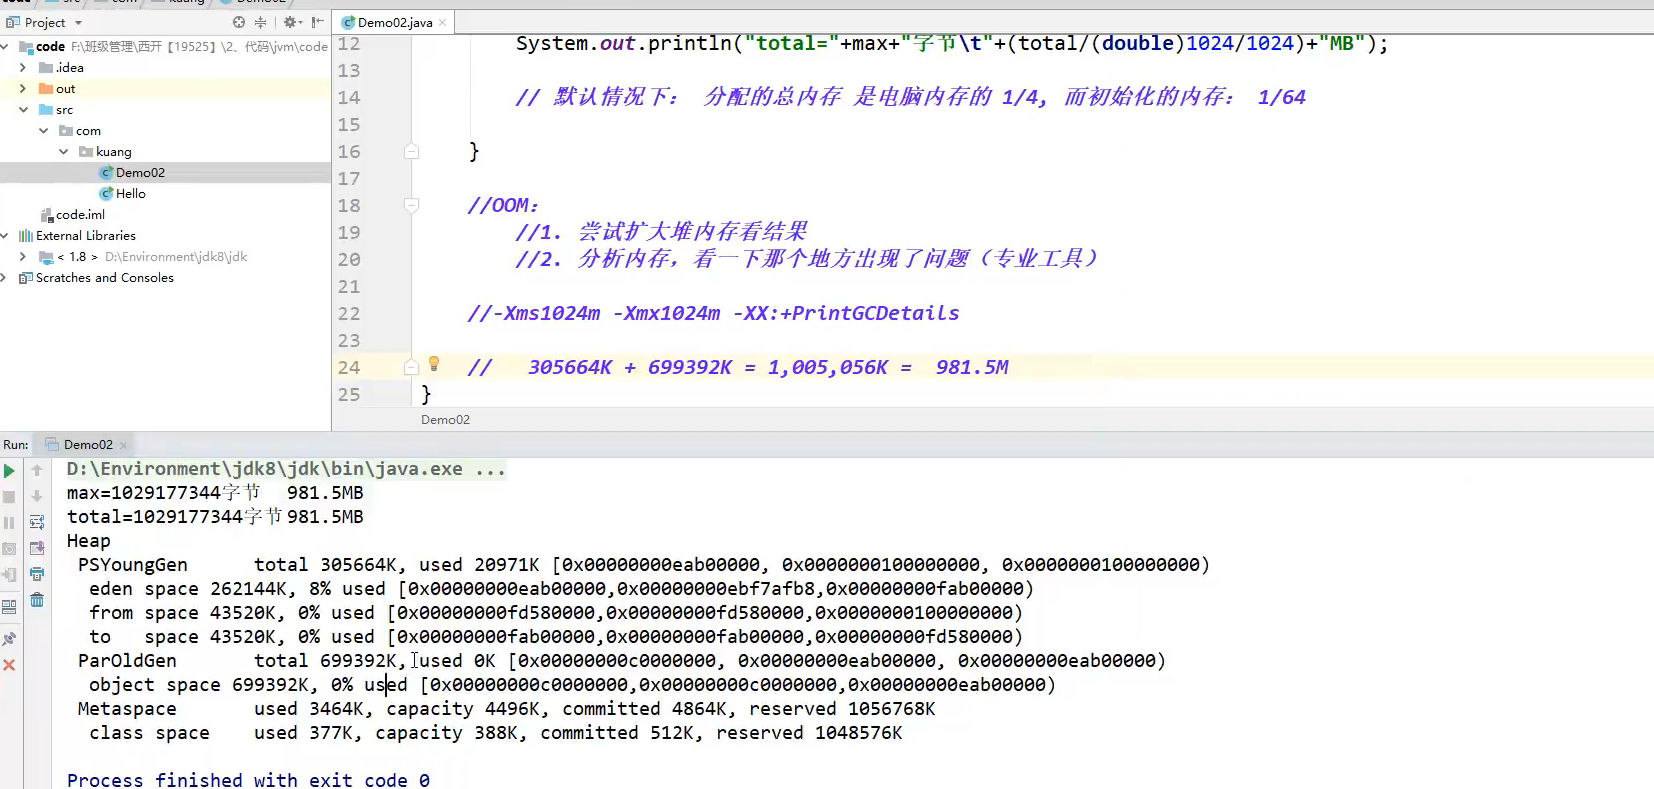 Project
Demo02.java
code F:\班级管理\西开【19525】\2、代码\jvm\code
.idea
out
src
com
kuang
Demo02
Hello
code.iml
External Libraries
< 1.8 > D:\Environment\jdk8\jdk
Scratches and Consoles
12 System.out.println("total="+max+"字节\t"+(total/(double)1024/1024)+"MB");
13
14 // 默认情况下： 分配的总内存 是电脑内存的 1/4, 而初始化的内存： 1/64
15
16 }
17
18 //OOM：
19 //1. 尝试扩大堆内存看结果
20 //2. 分析内存，看一下那个地方出现了问题（专业工具）
21
22 //-Xms1024m -Xmx1024m -XX:+PrintGCDetails
23
24 // 305664K + 699392K = 1,005,056K = 981.5M
25 }
Demo02
Run: Demo02
D:\Environment\jdk8\jdk\bin\java.exe ...
max=1029177344字节 981.5MB
total=1029177344字节 981.5MB
Heap
PSYoungGen total 305664K, used 20971K [0x00000000eab00000, 0x0000000100000000, 0x0000000100000000)
eden space 262144K, 8% used [0x00000000eab00000,0x00000000ebf7afb8,0x00000000fab00000)
from space 43520K, 0% used [0x00000000fd580000,0x00000000fd580000,0x0000000100000000)
to space 43520K, 0% used [0x00000000fab00000,0x00000000fab00000,0x00000000fd580000)
ParOldGen total 699392K, used 0K [0x00000000c0000000, 0x00000000eab00000, 0x00000000eab00000)
object space 699392K, 0% used [0x00000000c0000000,0x00000000c0000000,0x00000000eab00000)
Metaspace used 3464K, capacity 4496K, committed 4864K, reserved 1056768K
class space used 377K, capacity 388K, committed 512K, reserved 1048576K
Process finished with exit code 0